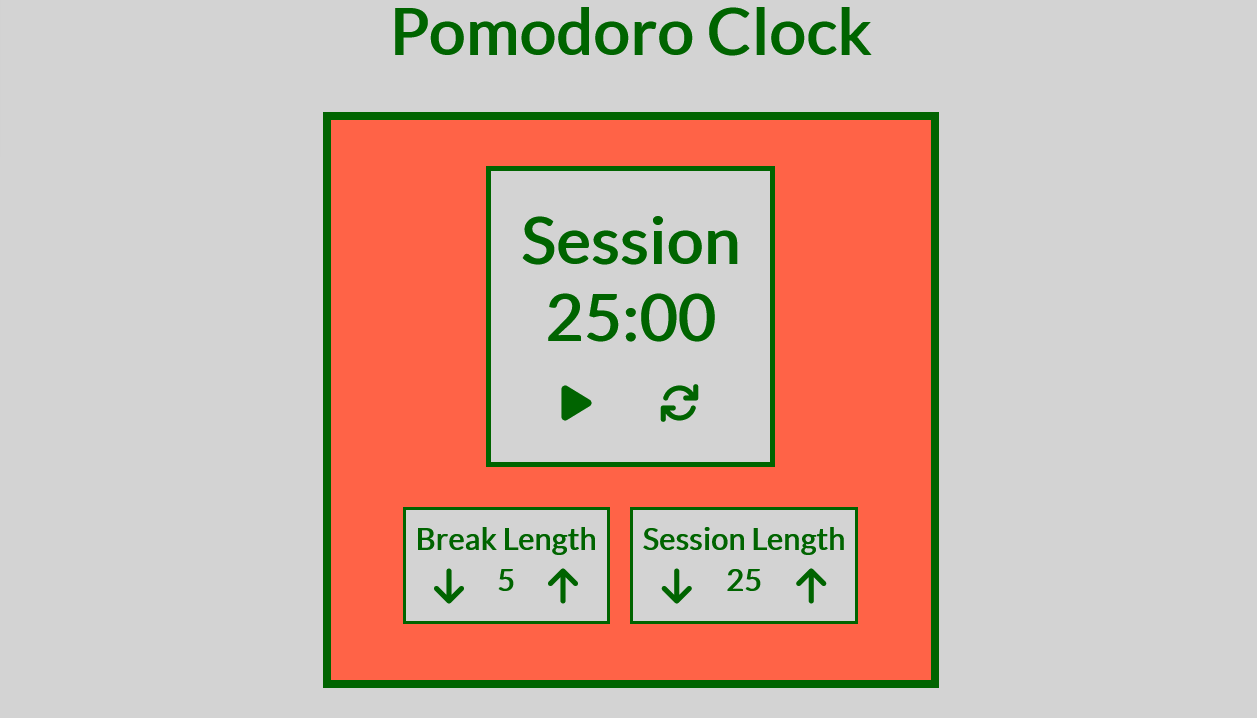 Pomodoro Clock
Session
25:00
Break Length
5
Session Length
25